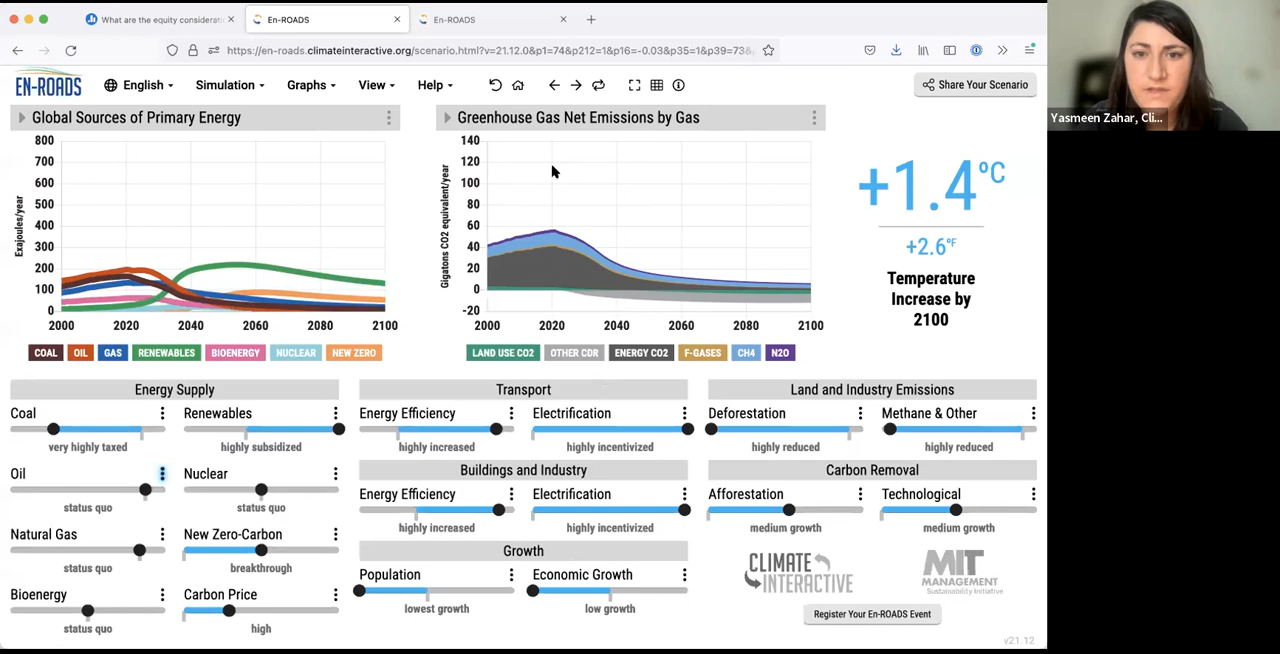 What are the equity considerati
En-ROADS
En-ROADS
https://en-roads.climateinteractive.org/scenario.html?v=21.12.0&p1=74&p212=1&p16=-0.03&p35=1&p39=73&
Yasmeen Zahar, Cli...
EN-ROADS
English
Simulation
Graphs
View
Help
Share Your Scenario
Global Sources of Primary Energy
800
700
600
500
400
300
200
100
0
Exajoules/year
2000 2020 2040 2060 2080 2100
COAL OIL GAS RENEWABLES BIOENERGY NUCLEAR NEW ZERO
Greenhouse Gas Net Emissions by Gas
140
120
100
80
60
40
20
0
-20
Gigatons CO2 equivalent/year
2000 2020 2040 2060 2080 2100
LAND USE CO2 OTHER CDR ENERGY CO2 F-GASES CH4 N2O
+1.4°C
+2.6°F
Temperature
Increase by
2100
Energy Supply
Coal
very highly taxed
Renewables
highly subsidized
Oil
status quo
Nuclear
status quo
Natural Gas
status quo
New Zero-Carbon
breakthrough
Bioenergy
status quo
Carbon Price
high
Transport
Energy Efficiency
highly increased
Electrification
highly incentivized
Buildings and Industry
Energy Efficiency
highly increased
Electrification
highly incentivized
Growth
Population
lowest growth
Economic Growth
low growth
Land and Industry Emissions
Deforestation
highly reduced
Methane & Other
highly reduced
Carbon Removal
Afforestation
medium growth
Technological
medium growth
CLIMATE
INTERACTIVE
MIT
MANAGEMENT
Sustainability Initiative
Register Your En-ROADS Event
v21.12